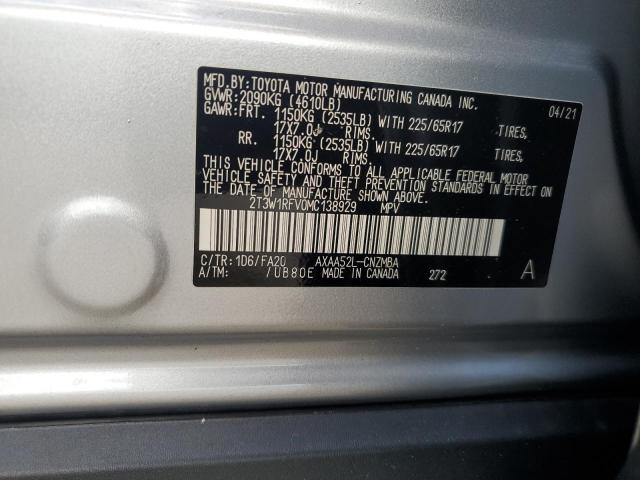 MFD.BY:TOYOTA MOTOR MANUFACTURING CANADA INC.
GVWR:2090KG (4610LB) 04/21
GAWR:FRT. 1150KG (2535LB) WITH 225/65R17 TIRES,
17X7.0J RIMS.
RR. 1150KG (2535LB) WITH 225/65R17 TIRES,
17X7.0J RIMS.
THIS VEHICLE CONFORMS TO ALL APPLICABLE FEDERAL MOTOR
VEHICLE SAFETY AND THEFT PREVENTION STANDARDS IN EFFECT ON
THE DATE OF MANUFACTURE SHOWN ABOVE.
2T3W1RFV0MC138929 MPV
C/TR:1D6/FA20 AXAA52L-CNZMBA
A/TM: /UB80E MADE IN CANADA 272 A